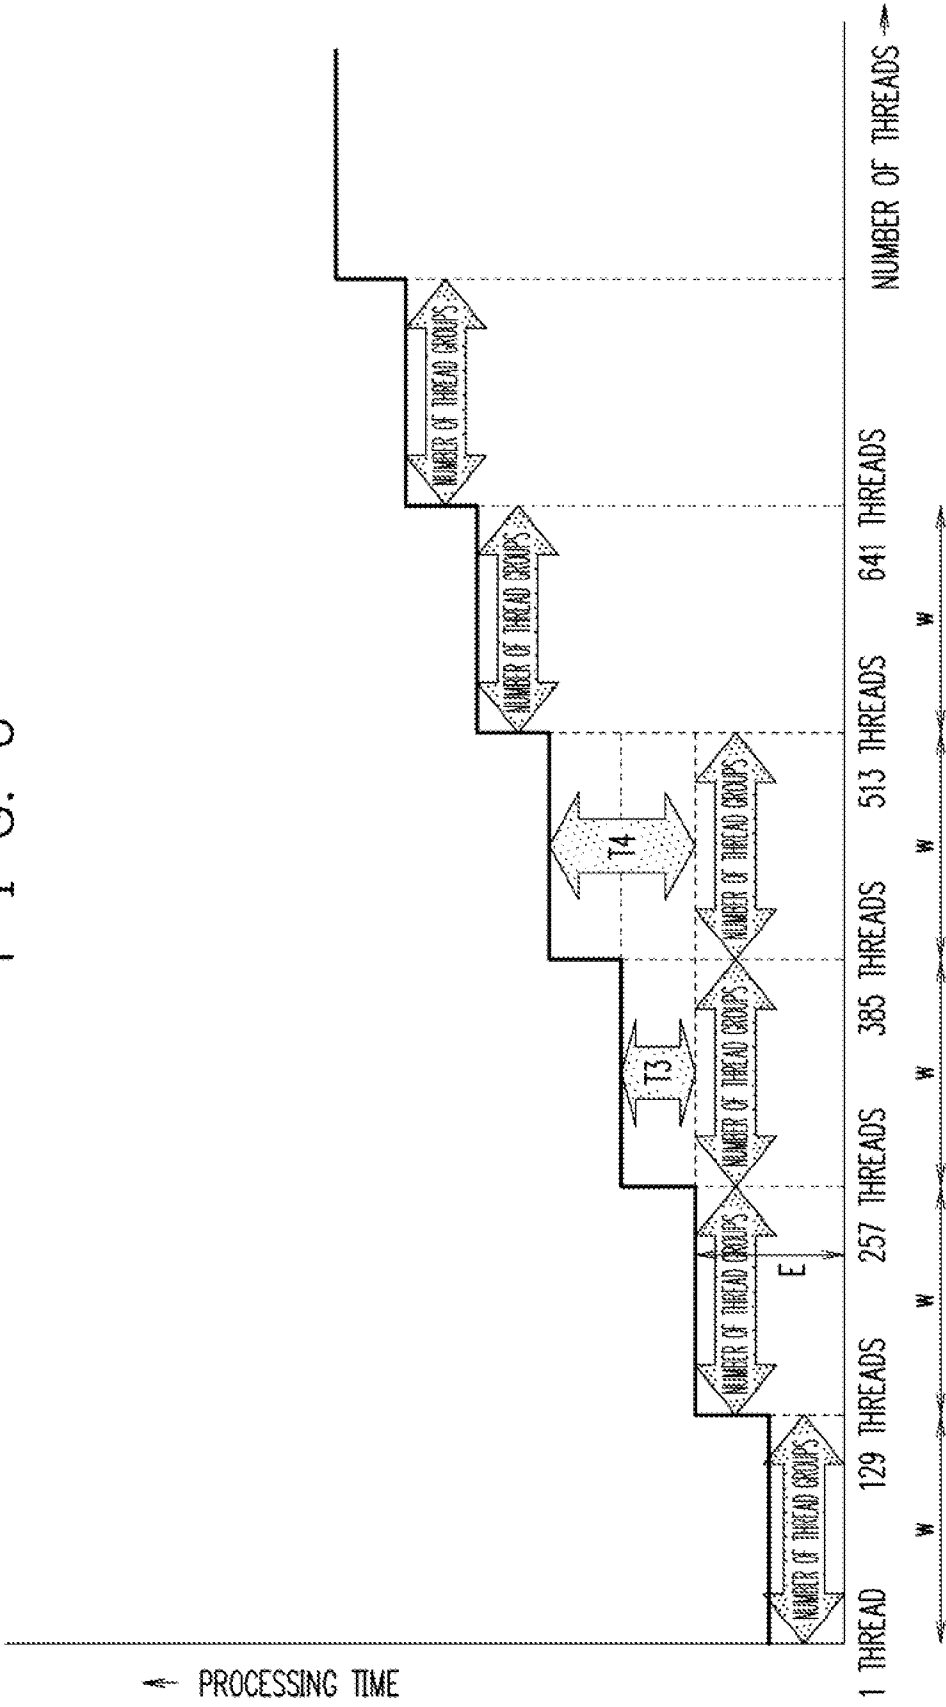 PROCESSING TIME
NUMBER OF THREAD GROUPS
NUMBER OF THREAD GROUPS
T4
T3
NUMBER OF THREAD GROUPS
NUMBER OF THREAD GROUPS
NUMBER OF THREAD GROUPS
E
NUMBER OF THREAD GROUPS
1 THREAD
129 THREADS
257 THREADS
385 THREADS
513 THREADS
641 THREADS
NUMBER OF THREADS
W
W
W
W
W